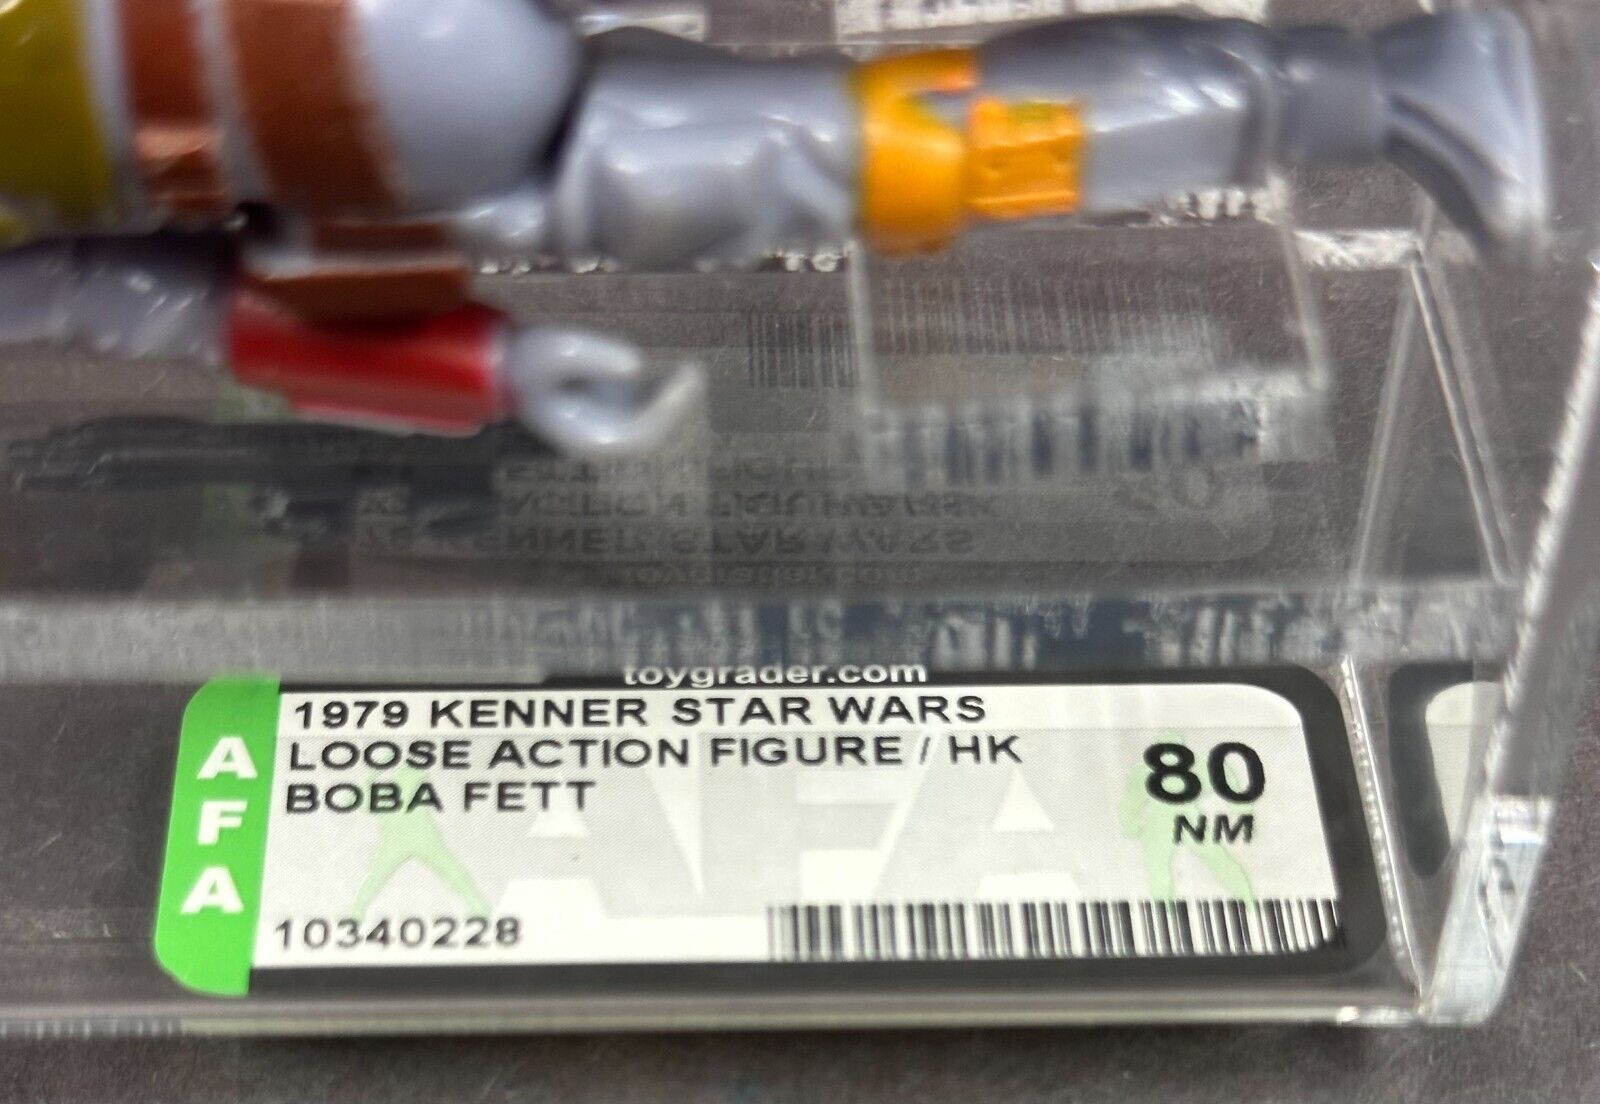 toygrader.com
AFA
1979 KENNER STAR WARS
LOOSE ACTION FIGURE / HK
BOBA FETT
80
NM
10340228